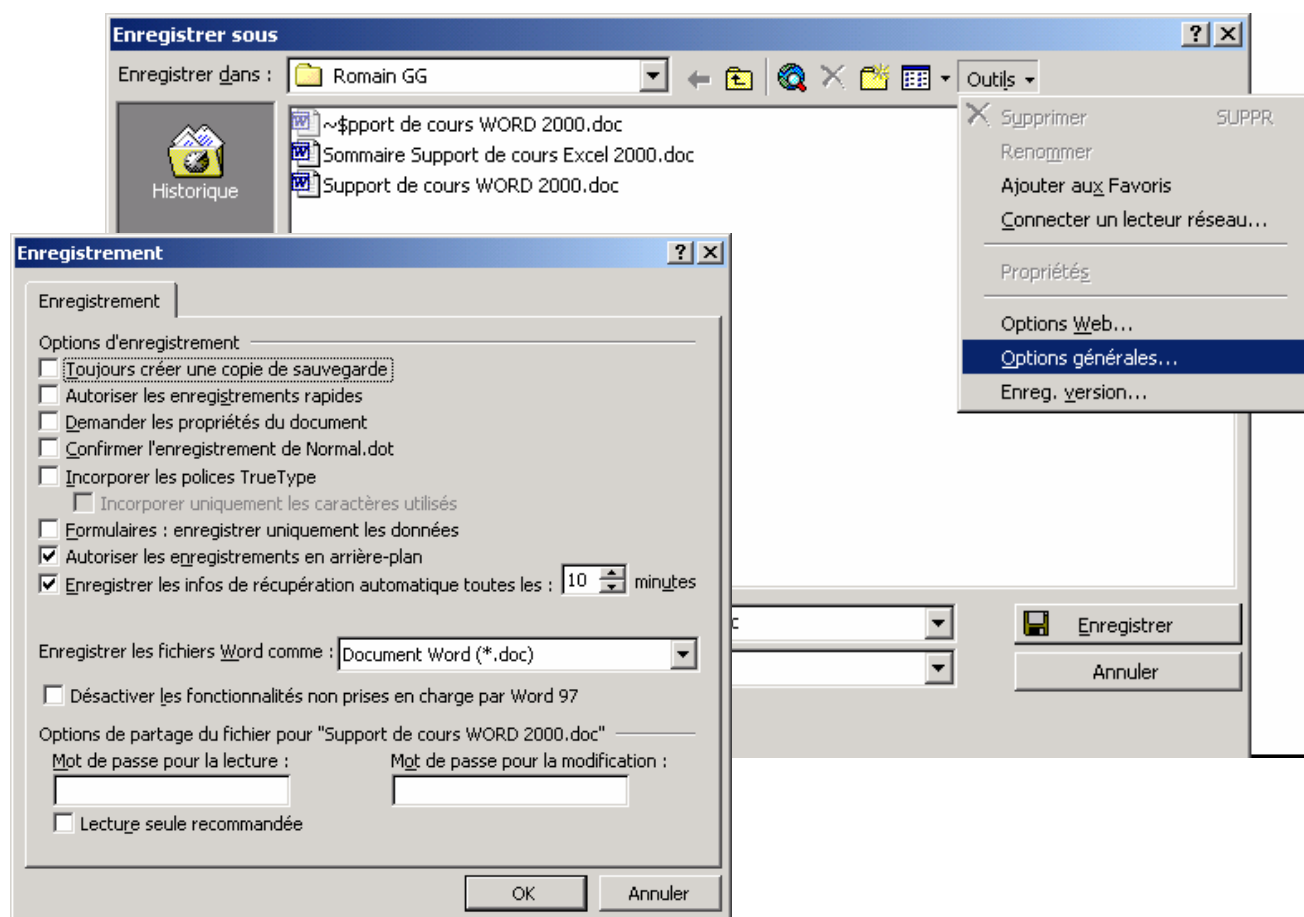 Enregistrer sous
Enregistrer dans :
Romain GG
Outils
~$pport de cours WORD 2000.doc
Sommaire Support de cours Excel 2000.doc
Support de cours WORD 2000.doc
Historique
Supprimer SUPPR
Renommer
Ajouter aux Favoris
Connecter un lecteur réseau...
Propriétés
Options Web...
Options générales...
Enreg. version...
Enregistrer
Annuler
Enregistrement
Enregistrement
Options d'enregistrement
Toujours créer une copie de sauvegarde
Autoriser les enregistrements rapides
Demander les propriétés du document
Confirmer l'enregistrement de Normal.dot
Incorporer les polices TrueType
Incorporer uniquement les caractères utilisés
Formulaires : enregistrer uniquement les données
Autoriser les enregistrements en arrière-plan
Enregistrer les infos de récupération automatique toutes les : 10 minutes
Enregistrer les fichiers Word comme : Document Word (*.doc)
Désactiver les fonctionnalités non prises en charge par Word 97
Options de partage du fichier pour "Support de cours WORD 2000.doc"
Mot de passe pour la lecture : Mot de passe pour la modification :
Lecture seule recommandée
OK Annuler